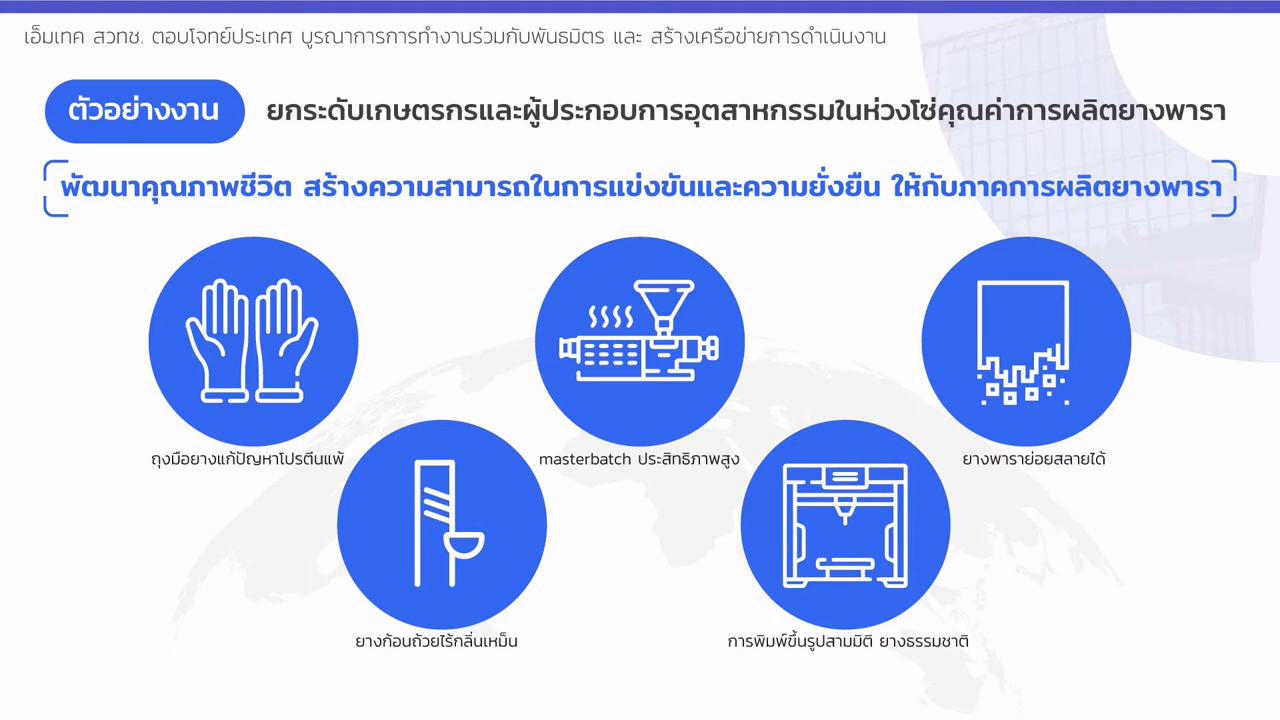 เอ็มเทค สวทช. ตอบโจทย์ประเทศ บูรณาการการทำงานร่วมกับพันธมิตร และ สร้างเครือข่ายการดำเนินงาน
ตัวอย่างงาน ยกระดับเกษตรกรและผู้ประกอบการอุตสาหกรรมในห่วงโซ่คุณค่าการผลิตยางพารา
พัฒนาคุณภาพชีวิต สร้างความสามารถในการแข่งขันและความยั่งยืน ให้กับภาคการผลิตยางพารา
ถุงมือยางแก้ปัญหาโปรตีนแพ้ masterbatch ประสิทธิภาพสูง ยางพาราย่อยสลายได้
ยางก้อนถ้วยไร้กลิ่นเหม็น การพิมพ์ขึ้นรูปสามมิติ ยางธรรมชาติ